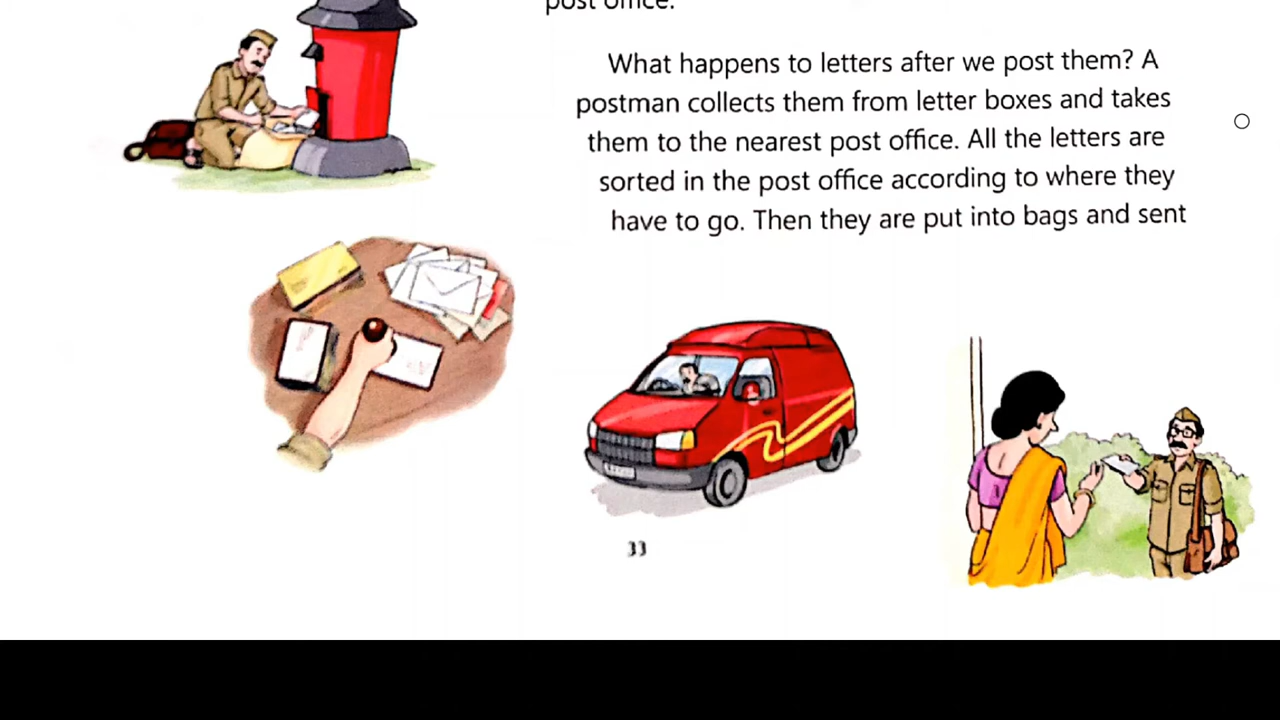 post office.
What happens to letters after we post them? A
postman collects them from letter boxes and takes
them to the nearest post office. All the letters are
sorted in the post office according to where they
have to go. Then they are put into bags and sent
33